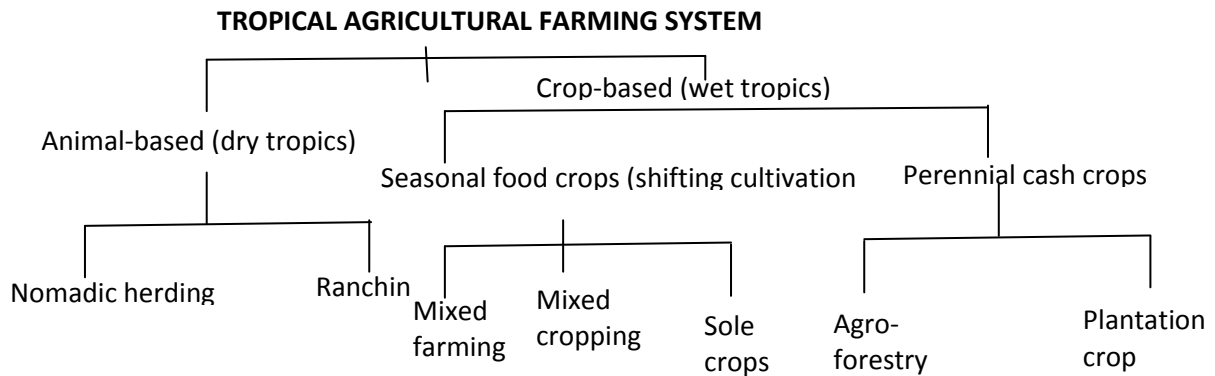 TROPICAL AGRICULTURAL FARMING SYSTEM
Crop-based (wet tropics)
Animal-based (dry tropics)
Seasonal food crops (shifting cultivation
Perennial cash crops
Nomadic herding
Ranchin
Mixed
farming
Mixed
cropping
Sole
crops
Agro-
forestry
Plantation
crop